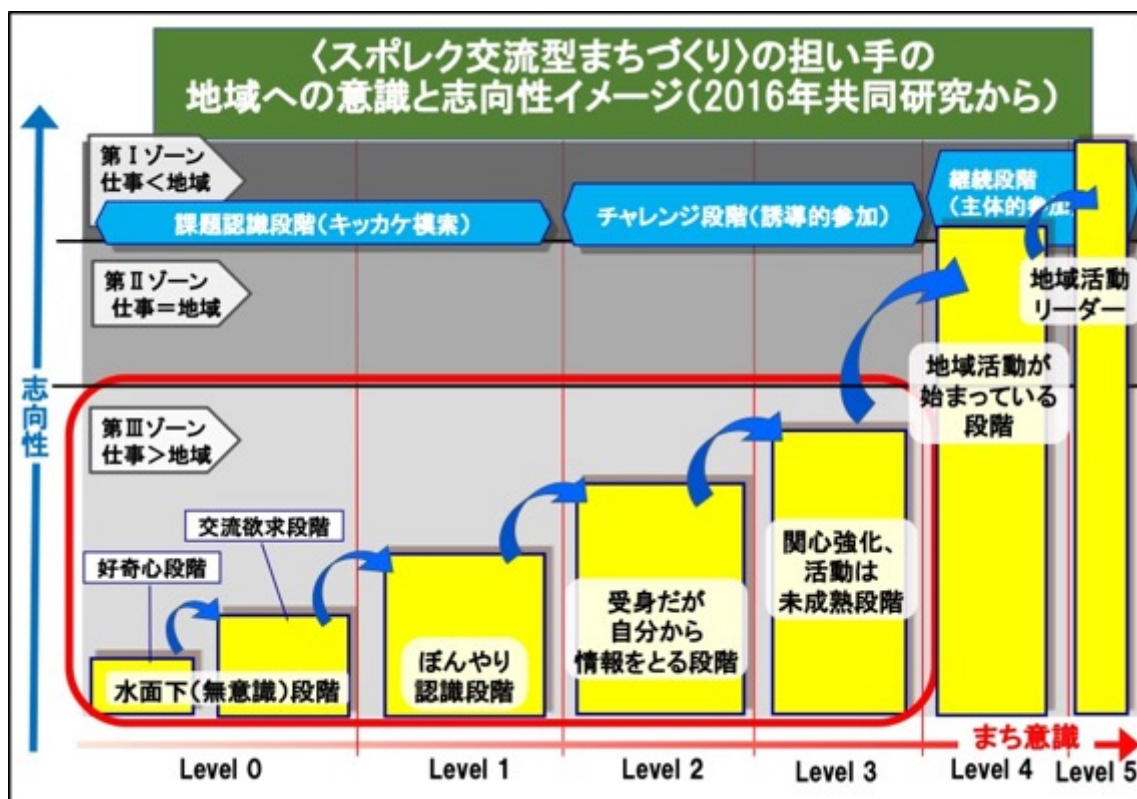 〈スポレク交流型まちづくり〉の担い手の
地域への意識と志向性イメージ(2016年共同研究から)
第Ⅰゾーン
仕事<地域
課題認識段階(キッカケ模索)
チャレンジ段階(誘導的参加)
継続段階
(主体的参加)
第Ⅱゾーン
仕事=地域
地域活動
リーダー
志向性
地域活動が
始まっている
段階
第Ⅲゾーン
仕事>地域
交流欲求段階
好奇心段階
関心強化、
活動は
未成熟段階
受身だが
自分から
情報をとる段階
ぼんやり
認識段階
水面下(無意識)段階
まち意識
Level 0
Level 1
Level 2
Level 3
Level 4
Level 5